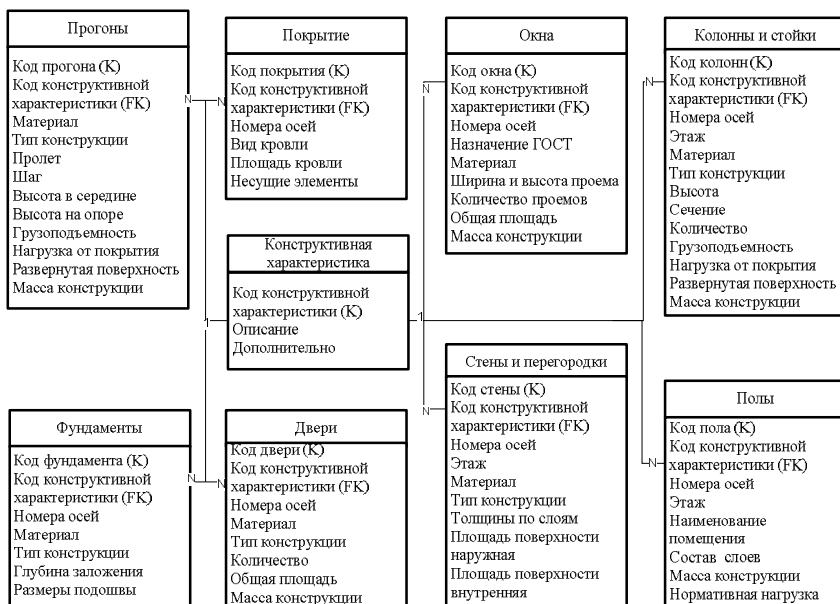 Прогоны
Код прогона (К)
Код конструктивной
характеристики (FK)
Материал
Тип конструкции
Пролет
Шаг
Высота в середине
Высота на опоре
Грузоподъемность
Нагрузка от покрытия
Развернутая поверхность
Масса конструкции
N
Покрытие
Код покрытия (К)
Код конструктивной
характеристики (FK)
Номера осей
Вид кровли
Площадь кровли
Несущие элементы
1
Окна
Код окна (К)
Код конструктивной
характеристики (FK)
Номера осей
Назначение ГОСТ
Материал
Ширина и высота проема
Количество проемов
Общая площадь
Масса конструкции
N
Колонны и стойки
Код колонн (К)
Код конструктивной
характеристики (FK)
Номера осей
Этаж
Материал
Тип конструкции
Высота
Сечение
Количество
Грузоподъемность
Нагрузка от покрытия
Развернутая поверхность
Масса конструкции
N
Конструктивная
характеристика
Код конструктивной
характеристики (К)
Описание
Дополнительно
1
1
Фундаменты
Код фундамента (К)
Код конструктивной
характеристики (FK)
Номера осей
Материал
Тип конструкции
Глубина заложения
Размеры подошвы
N
Двери
Код двери (К)
Код конструктивной
характеристики (FK)
Номера осей
Материал
Тип конструкции
Количество
Общая площадь
Масса конструкции
N
Стены и перегородки
Код стены (К)
Код конструктивной
характеристики (FK)
Номера осей
Этаж
Материал
Тип конструкции
Толщины по слоям
Площадь поверхности
наружная
Площадь поверхности
внутренняя
N
Полы
Код пола (К)
Код конструктивной
характеристики (FK)
Номера осей
Этаж
Наименование
помещения
Состав слоев
Масса конструкции
Нормативная нагрузка
N